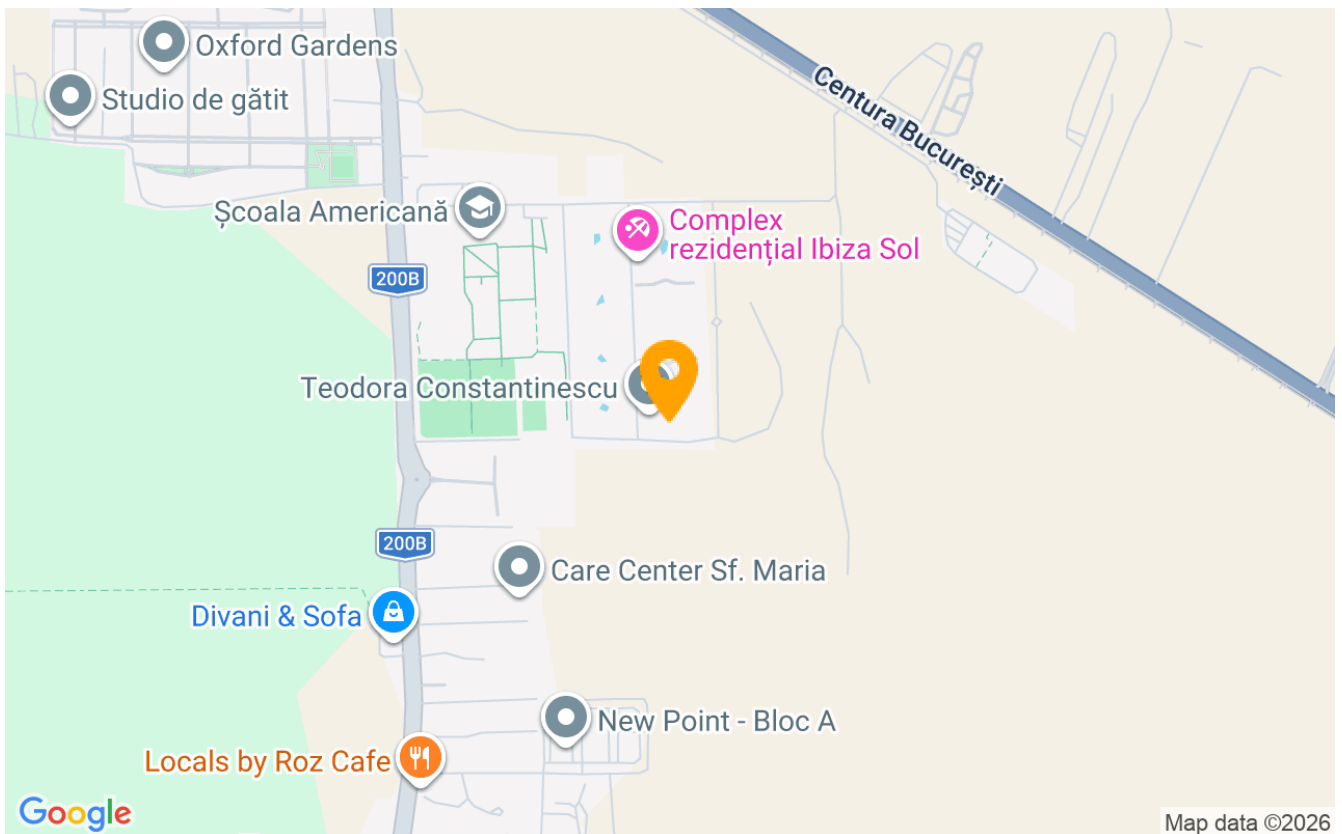 Oxford Gardens
Studio de gătit
Centura București
Școala Americană
Complex
rezidențial Ibiza Sol
200B
Teodora Constantinescu
200B
Care Center Sf. Maria
Divani & Sofa
New Point - Bloc A
Locals by Roz Cafe
Google
Map data ©2026